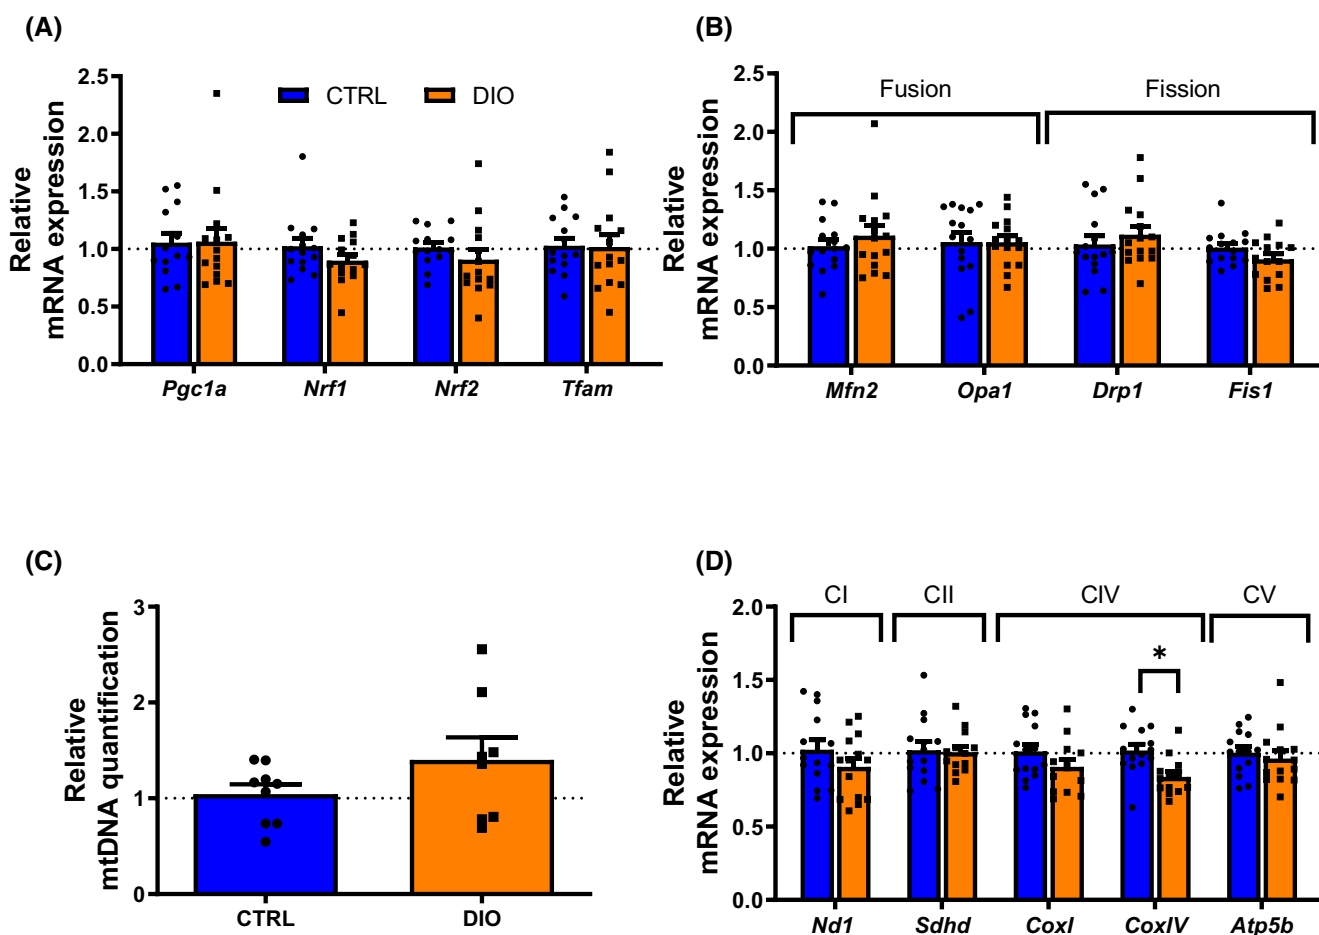 (A)
Relative
mRNA expression
2.5
2.0
1.5
1.0
0.5
0.0
CTRL DIO
Pgc1a Nrf1 Nrf2 Tfam
(B)
Relative
mRNA expression
2.5
2.0
1.5
1.0
0.5
0.0
Fusion Fission
Mfn2 Opa1 Drp1 Fis1
(C)
Relative
mtDNA quantification
3
2
1
0
CTRL DIO
(D)
Relative
mRNA expression
2.0
1.5
1.0
0.5
0.0
CI CII CIV CV
*
Nd1 Sdhd CoxI CoxIV Atp5b